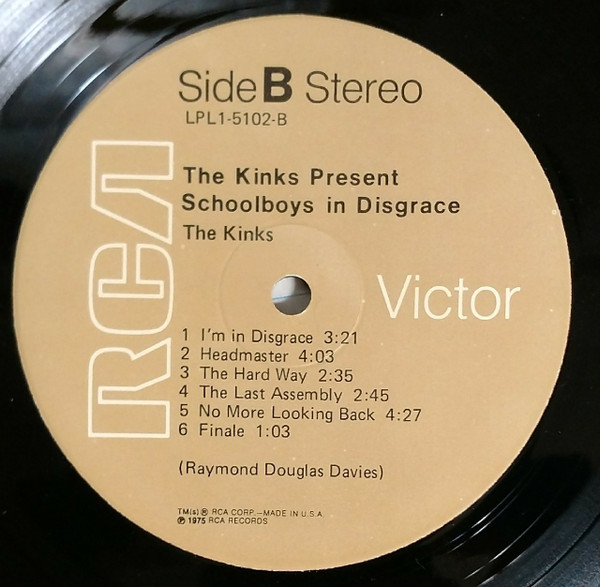 Side B Stereo
LPL1-5102-B
The Kinks Present
Schoolboys in Disgrace
The Kinks
RCA
Victor
1 I'm in Disgrace 3:21
2 Headmaster 4:03
3 The Hard Way 2:35
4 The Last Assembly 2:45
5 No More Looking Back 4:27
6 Finale 1:03
(Raymond Douglas Davies)
TM(s) ® RCA CORP.–MADE IN U.S.A.
℗ 1975 RCA RECORDS